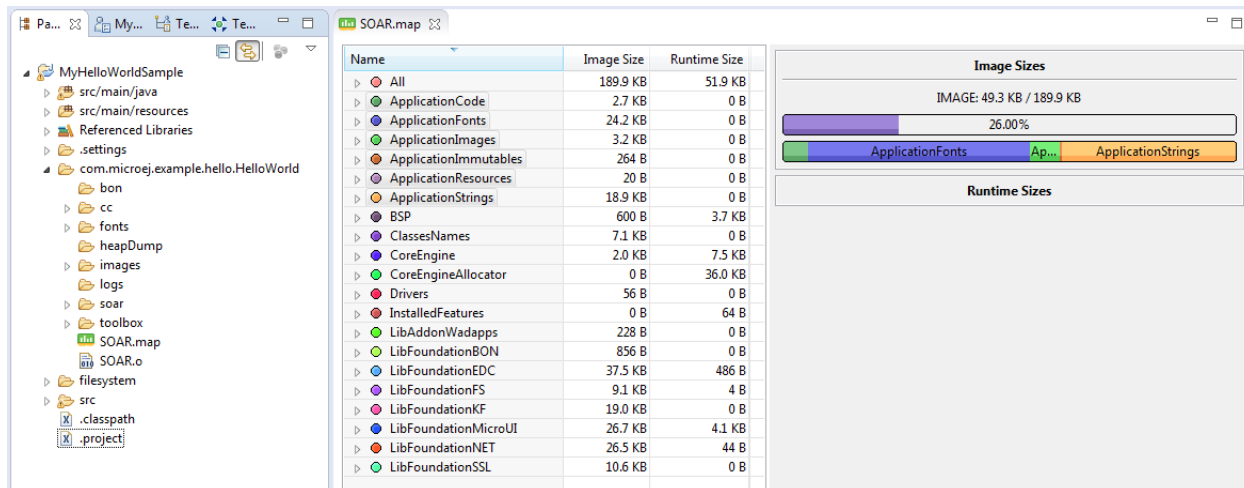 Pa... My... Te... Te...
MyHelloWorldSample
src/main/java
src/main/resources
Referenced Libraries
.settings
com.microej.example.hello.HelloWorld
bon
cc
fonts
heapDump
images
logs
soar
toolbox
SOAR.map
SOAR.o
filesystem
src
.classpath
.project
SOAR.map
Name Image Size Runtime Size
All 189.9 KB 51.9 KB
ApplicationCode 2.7 KB 0 B
ApplicationFonts 24.2 KB 0 B
ApplicationImages 3.2 KB 0 B
ApplicationImmutables 264 B 0 B
ApplicationResources 20 B 0 B
ApplicationStrings 18.9 KB 0 B
BSP 600 B 3.7 KB
ClassesNames 7.1 KB 0 B
CoreEngine 2.0 KB 7.5 KB
CoreEngineAllocator 0 B 36.0 KB
Drivers 56 B 0 B
InstalledFeatures 0 B 64 B
LibAddonWadapps 228 B 0 B
LibFoundationBON 856 B 0 B
LibFoundationEDC 37.5 KB 486 B
LibFoundationFS 9.1 KB 4 B
LibFoundationKF 19.0 KB 0 B
LibFoundationMicroUI 26.7 KB 4.1 KB
LibFoundationNET 26.5 KB 44 B
LibFoundationSSL 10.6 KB 0 B
Image Sizes
IMAGE: 49.3 KB / 189.9 KB
26.00%
ApplicationFonts Ap... ApplicationStrings
Runtime Sizes